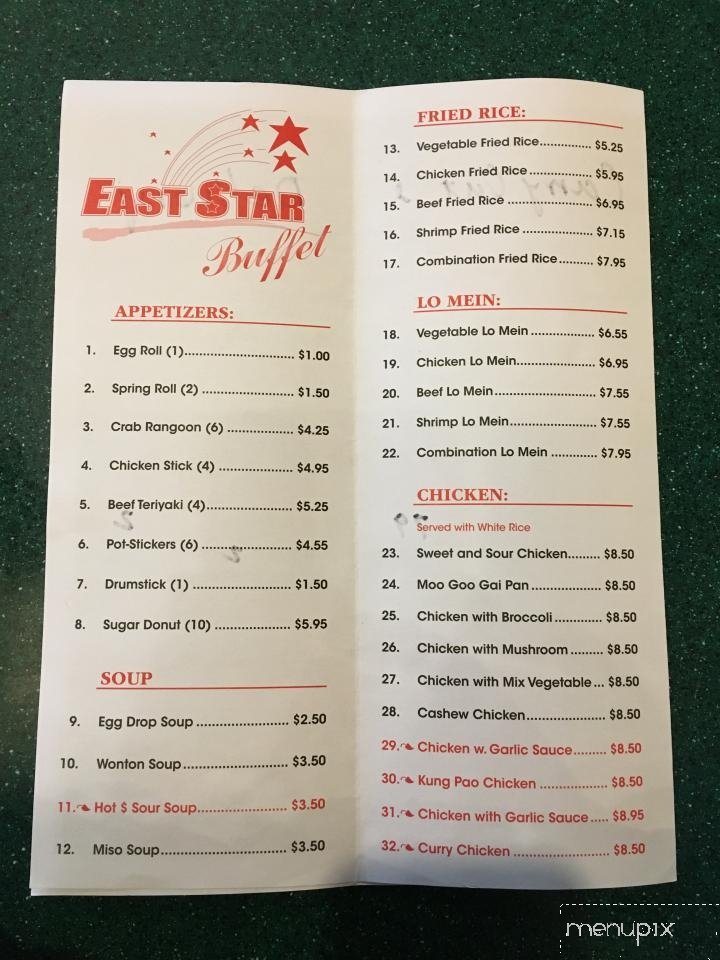 EAST STAR
Buffet
APPETIZERS:
1. Egg Roll (1)............................ $1.00
2. Spring Roll (2) ....................... $1.50
3. Crab Rangoon (6) ................ $4.25
4. Chicken Stick (4) ................... $4.95
5. Beef Teriyaki (4)...................... $5.25
6. Pot-Stickers (6) ........................ $4.55
7. Drumstick (1) ......................... $1.50
8. Sugar Donut (10) ................... $5.95
SOUP
9. Egg Drop Soup ....................... $2.50
10. Wonton Soup.......................... $3.50
11. Hot $ Sour Soup....................... $3.50
12. Miso Soup............................... $3.50
FRIED RICE:
13. Vegetable Fried Rice............. $5.25
14. Chicken Fried Rice ................ $5.95
15. Beef Fried Rice ...................... $6.95
16. Shrimp Fried Rice .................. $7.15
17. Combination Fried Rice......... $7.95
LO MEIN:
18. Vegetable Lo Mein ................ $6.55
19. Chicken Lo Mein.................... $6.95
20. Beef Lo Mein.......................... $7.55
21. Shrimp Lo Mein...................... $7.55
22. Combination Lo Mein ............ $7.95
CHICKEN:
Served with White Rice
23. Sweet and Sour Chicken........ $8.50
24. Moo Goo Gai Pan .................. $8.50
25. Chicken with Broccoli ............ $8.50
26. Chicken with Mushroom ........ $8.50
27. Chicken with Mix Vegetable ... $8.50
28. Cashew Chicken.................... $8.50
29. Chicken w. Garlic Sauce........ $8.50
30. Kung Pao Chicken ................. $8.50
31. Chicken with Garlic Sauce ..... $8.95
32. Curry Chicken ........................ $8.50
menupix